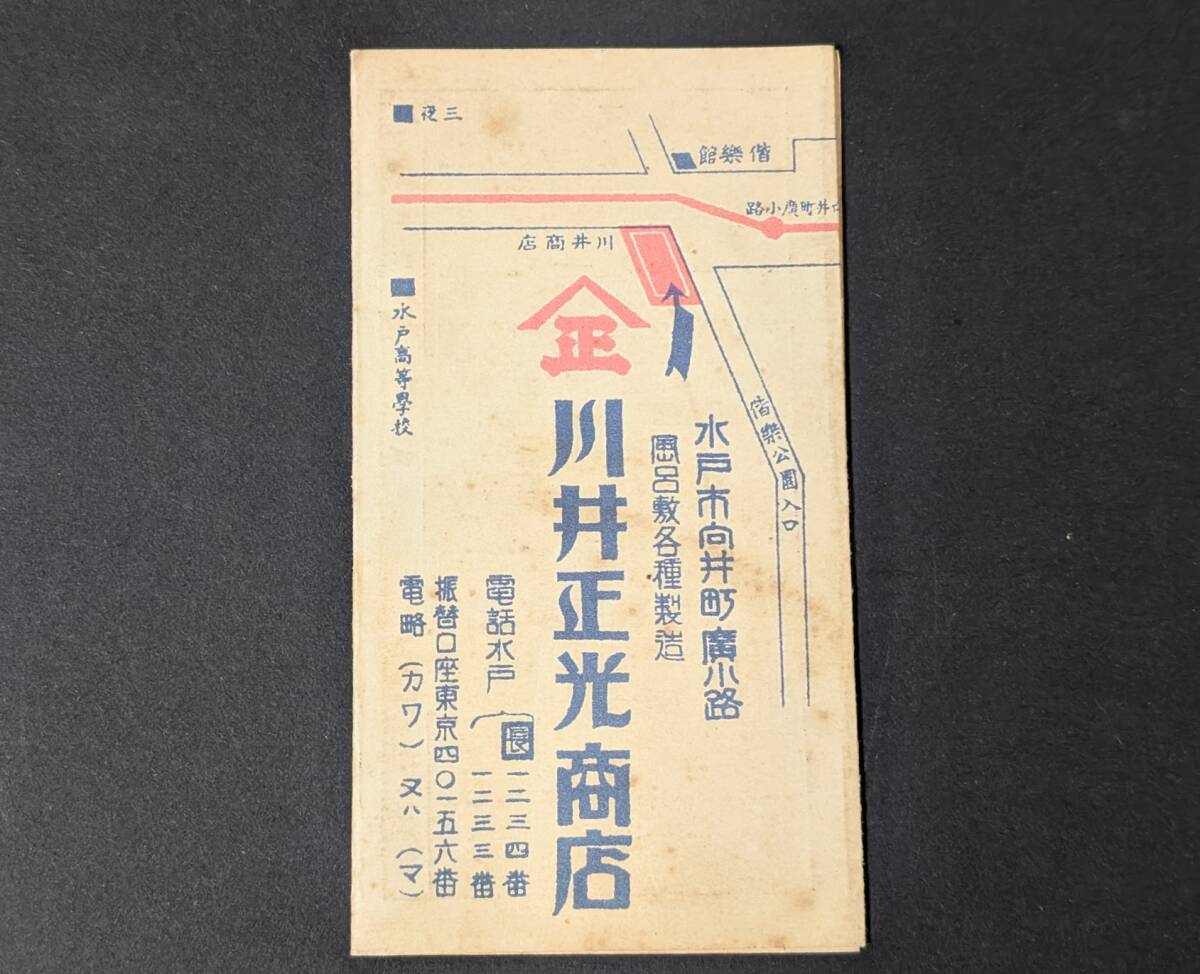 三夜
偕樂館
井町廣小路
川井商店
水戸高等學校
偕樂公園入口
正
水戸市向井町廣小路
風呂敷各種製造
川井正光商店
電話水戸
長 一二三四番
一二三三番
振替口座東京四〇一五六番
電略（カワ）又ハ（マ）